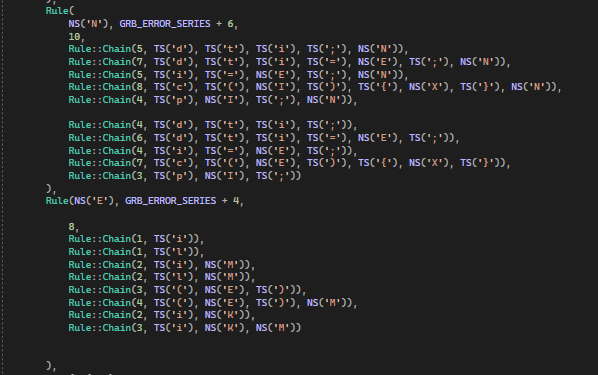 Rule(
NS('N'), GRB_ERROR_SERIES + 6,
10,
Rule::Chain(5, TS('d'), TS('t'), TS('i'), TS(';'), NS('N')),
Rule::Chain(7, TS('d'), TS('t'), TS('i'), TS('='), NS('E'), TS(';'), NS('N')),
Rule::Chain(5, TS('i'), TS('='), NS('E'), TS(';'), NS('N')),
Rule::Chain(8, TS('c'), TS('('), NS('I'), TS(')'), TS('{'), NS('X'), TS('}'), NS('N')),
Rule::Chain(4, TS('p'), NS('I'), TS(';'), NS('N')),
Rule::Chain(4, TS('d'), TS('t'), TS('i'), TS(';')),
Rule::Chain(6, TS('d'), TS('t'), TS('i'), TS('='), NS('E'), TS(';')),
Rule::Chain(4, TS('i'), TS('='), NS('E'), TS(';')),
Rule::Chain(7, TS('c'), TS('('), NS('E'), TS(')'), TS('{'), NS('X'), TS('}')),
Rule::Chain(3, TS('p'), NS('I'), TS(';'))
),
Rule(NS('E'), GRB_ERROR_SERIES + 4,
8,
Rule::Chain(1, TS('i')),
Rule::Chain(1, TS('l')),
Rule::Chain(2, TS('i'), NS('M')),
Rule::Chain(2, TS('l'), NS('M')),
Rule::Chain(3, TS('('), NS('E'), TS(')')),
Rule::Chain(4, TS('('), NS('E'), TS(')'), NS('M')),
Rule::Chain(2, TS('i'), NS('K')),
Rule::Chain(3, TS('i'), NS('K'), NS('M'))
),